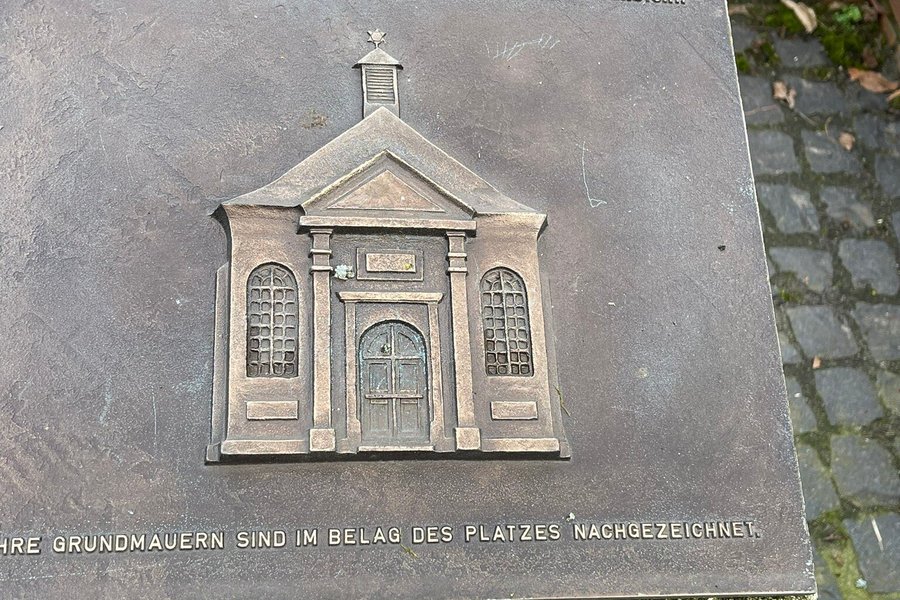 HRE GRUNDMAUERN SIND IM BELAG DES PLATZES NACHGEZEICHNET.